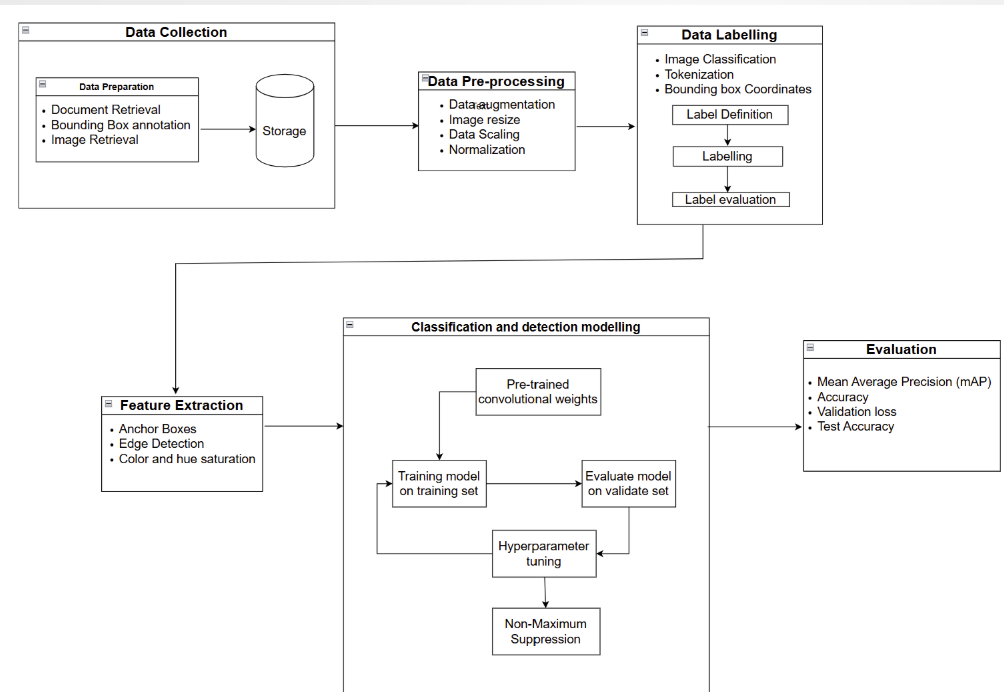 Data Collection
Data Preparation
Document Retrieval
Bounding Box annotation
Image Retrieval
Storage
Data Pre-processing
Data augmentation
Image resize
Data Scaling
Normalization
Data Labelling
Image Classification
Tokenization
Bounding box Coordinates
Label Definition
Labelling
Label evaluation
Feature Extraction
Anchor Boxes
Edge Detection
Color and hue saturation
Classification and detection modelling
Pre-trained
convolutional weights
Training model
on training set
Evaluate model
on validate set
Hyperparameter
tuning
Non-Maximum
Suppression
Evaluation
Mean Average Precision (mAP)
Accuracy
Validation loss
Test Accuracy